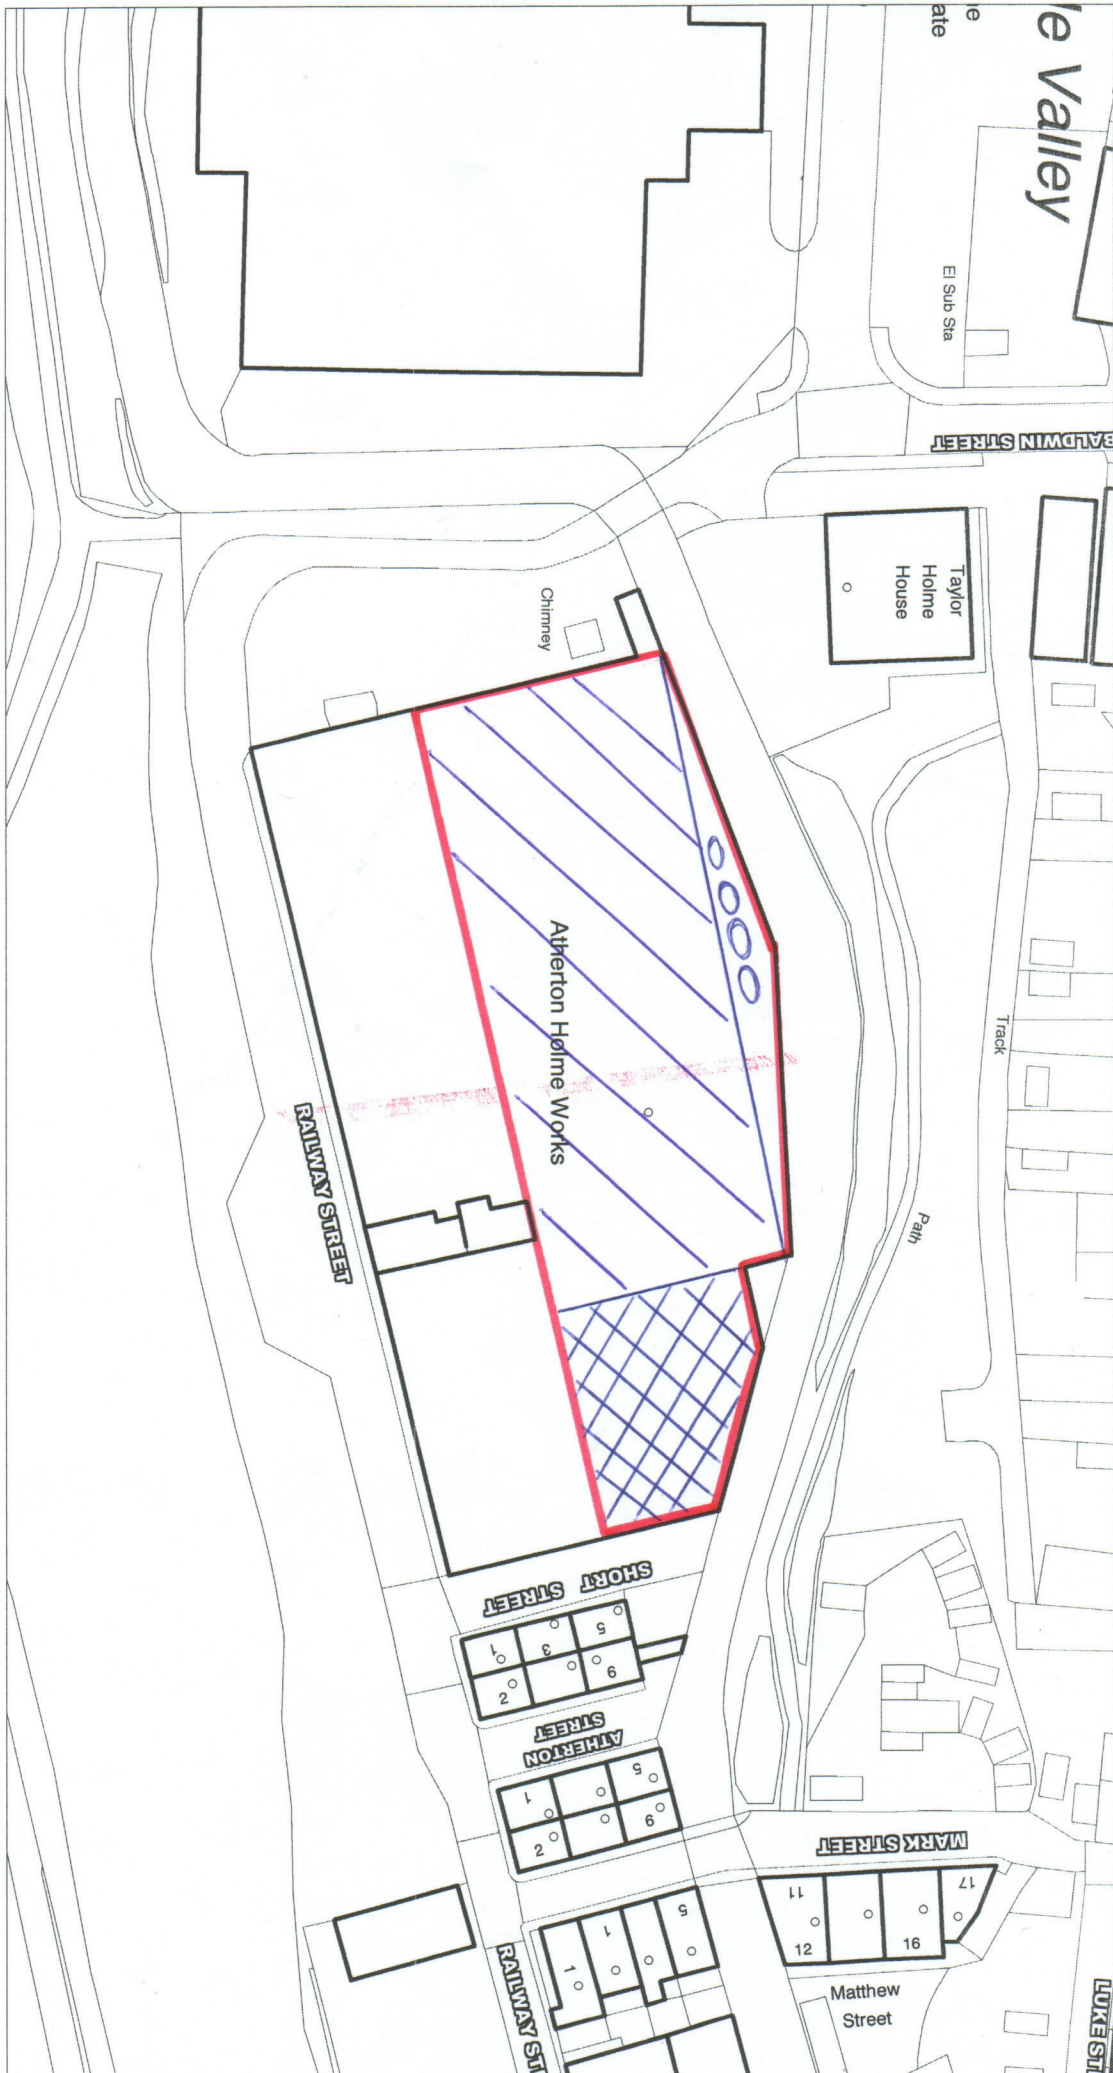 le Valley
e
ate
El Sub Sta
BALDWIN STREET
Taylor
Holme
House
Chimney
Atherton Holme Works
Track
Path
RAILWAY STREET
SHORT STREET
1
3
5
2
6
ATHERTON
STREET
1
5
2
6
MARK STREET
11
12
16
17
Matthew
Street
1
1
5
RAILWAY ST
LUKE ST